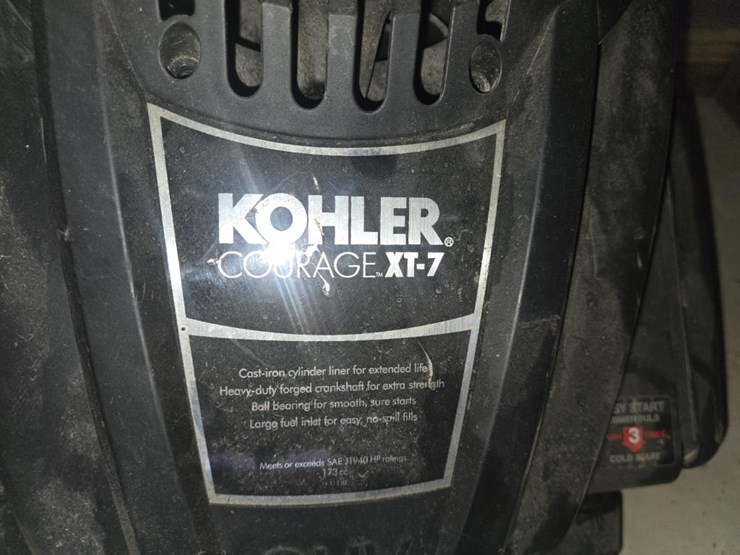 KOHLER®
COURAGE™ XT-7
Cast-iron cylinder liner for extended life
Heavy-duty forged crankshaft for extra strength
Ball bearing for smooth, sure starts
Large fuel inlet for easy, no-spill fills
Meets or exceeds SAE J1940 HP ratings
173 cc
START
3
COLD